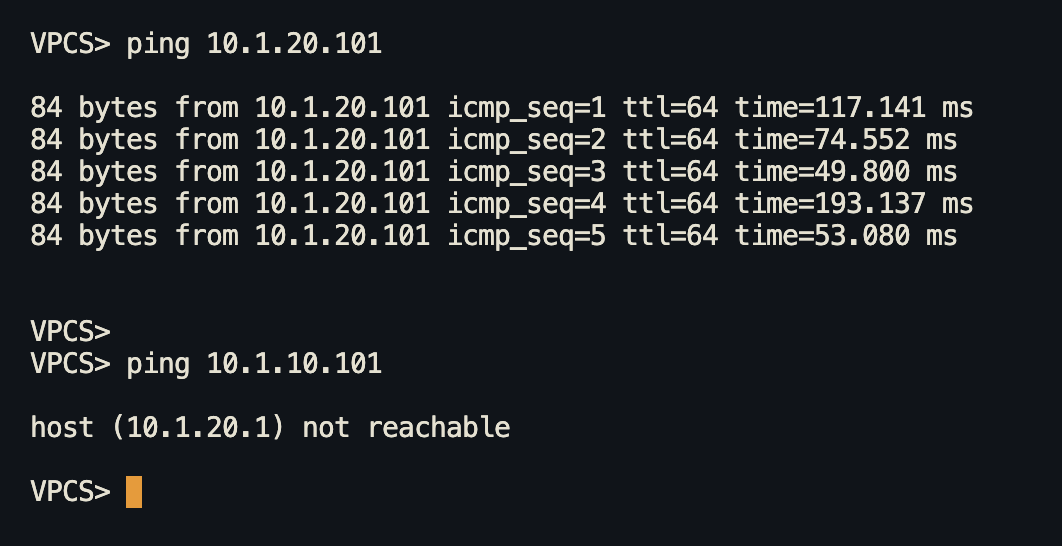 VPCS> ping 10.1.20.101
84 bytes from 10.1.20.101 icmp_seq=1 ttl=64 time=117.141 ms
84 bytes from 10.1.20.101 icmp_seq=2 ttl=64 time=74.552 ms
84 bytes from 10.1.20.101 icmp_seq=3 ttl=64 time=49.800 ms
84 bytes from 10.1.20.101 icmp_seq=4 ttl=64 time=193.137 ms
84 bytes from 10.1.20.101 icmp_seq=5 ttl=64 time=53.080 ms
VPCS>
VPCS> ping 10.1.10.101
host (10.1.20.1) not reachable
VPCS>